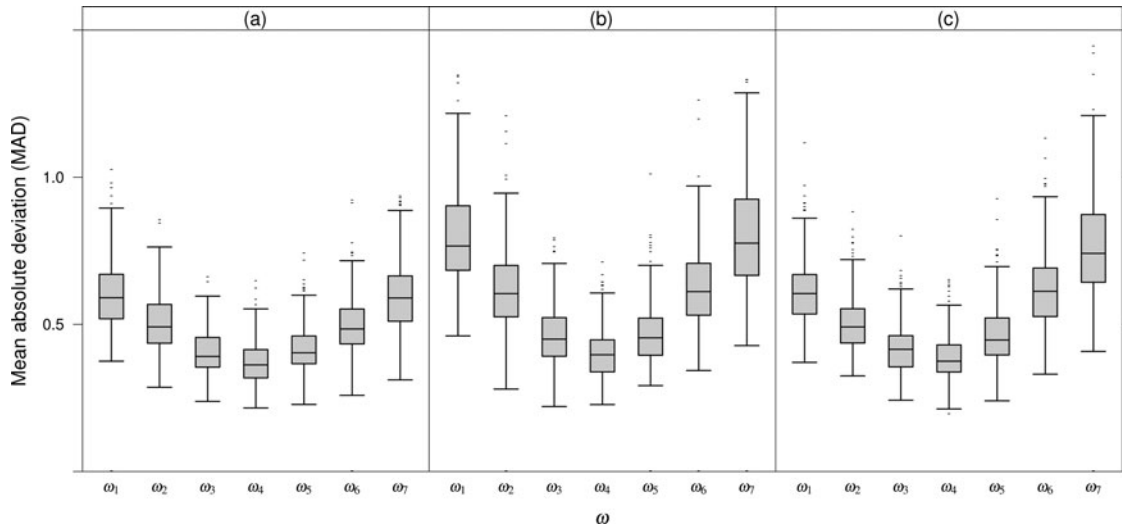 (a) (b) (c)
Mean absolute deviation (MAD)
1.0
0.5
ω₁ ω₂ ω₃ ω₄ ω₅ ω₆ ω₇ ω₁ ω₂ ω₃ ω₄ ω₅ ω₆ ω₇ ω₁ ω₂ ω₃ ω₄ ω₅ ω₆ ω₇
ω